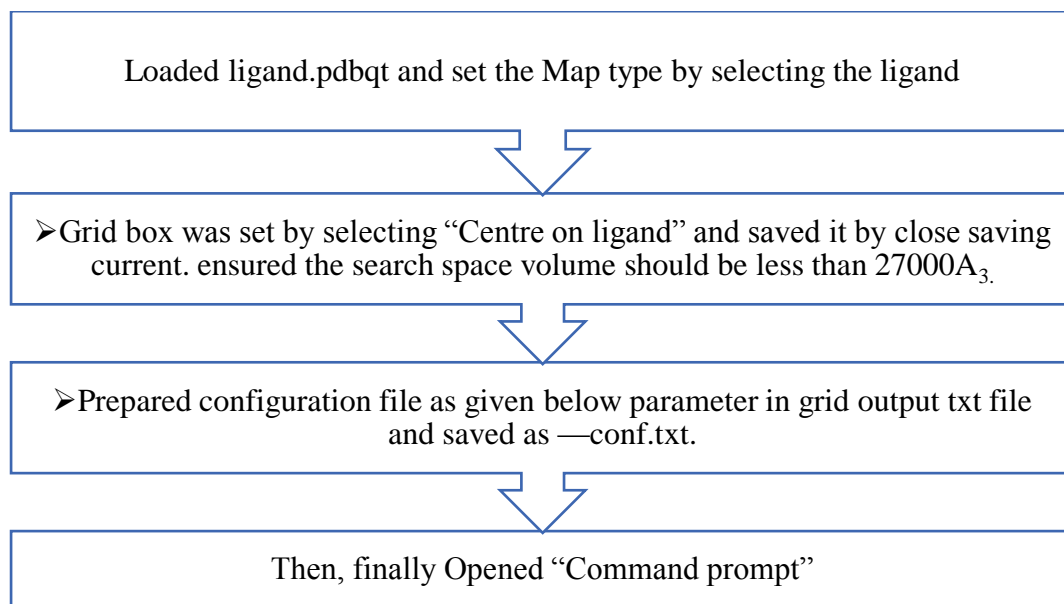 Loaded ligand.pdbqt and set the Map type by selecting the ligand
➢Grid box was set by selecting “Centre on ligand” and saved it by close saving
current. ensured the search space volume should be less than 27000A₃.
➢Prepared configuration file as given below parameter in grid output txt file
and saved as —conf.txt.
Then, finally Opened “Command prompt”